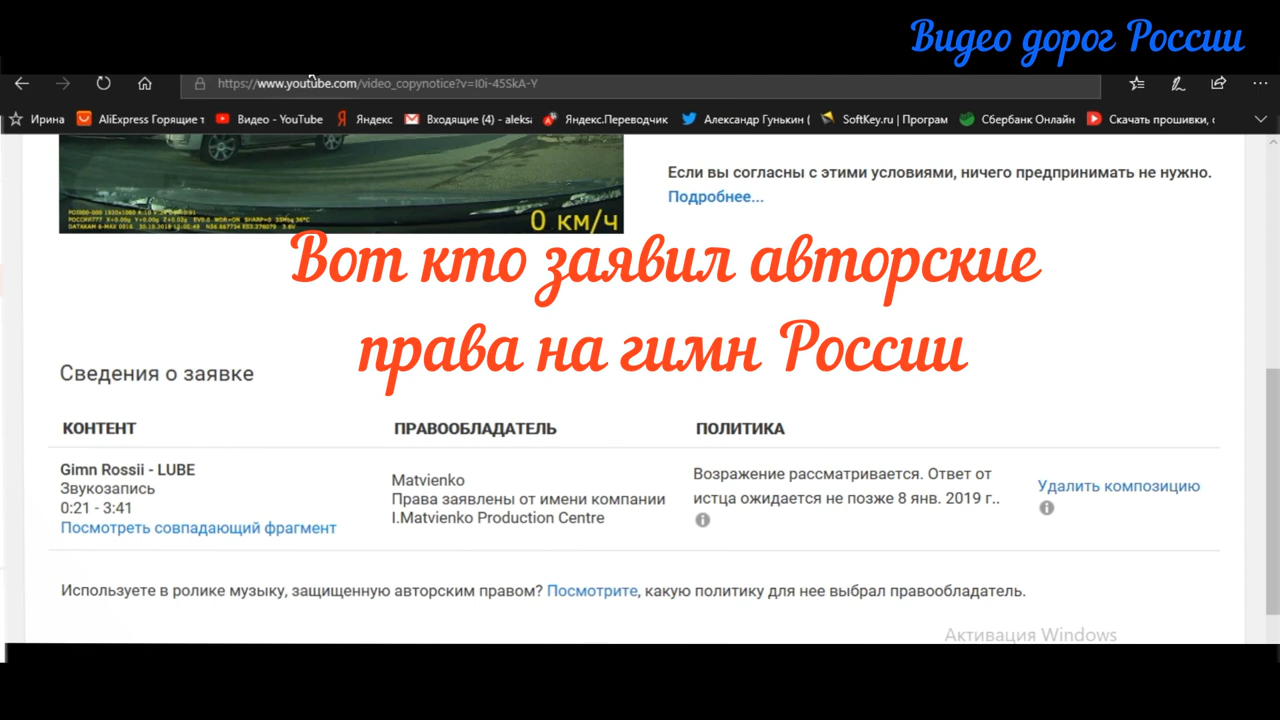 Видео дорог России
https://www.youtube.com/video_copynotice?v=I0i-45SkA-Y
Ирина AliExpress Горящие т Видео - YouTube Яндекс Входящие (4) - aleksa Яндекс.Переводчик Александр Гунькин ( SoftKey.ru | Програм Сбербанк Онлайн Скачать прошивки, с
Если вы согласны с этими условиями, ничего предпринимать не нужно.
Подробнее...
0 км/ч
Вот кто заявил авторские
права на гимн России
Сведения о заявке
КОНТЕНТ ПРАВООБЛАДАТЕЛЬ ПОЛИТИКА
Gimn Rossii - LUBE
Звукозапись
0:21 - 3:41
Посмотреть совпадающий фрагмент
Matvienko
Права заявлены от имени компании
I.Matvienko Production Centre
Возражение рассматривается. Ответ от
истца ожидается не позже 8 янв. 2019 г..
Удалить композицию
Используете в ролике музыку, защищенную авторским правом? Посмотрите, какую политику для нее выбрал правообладатель.
Активация Windows